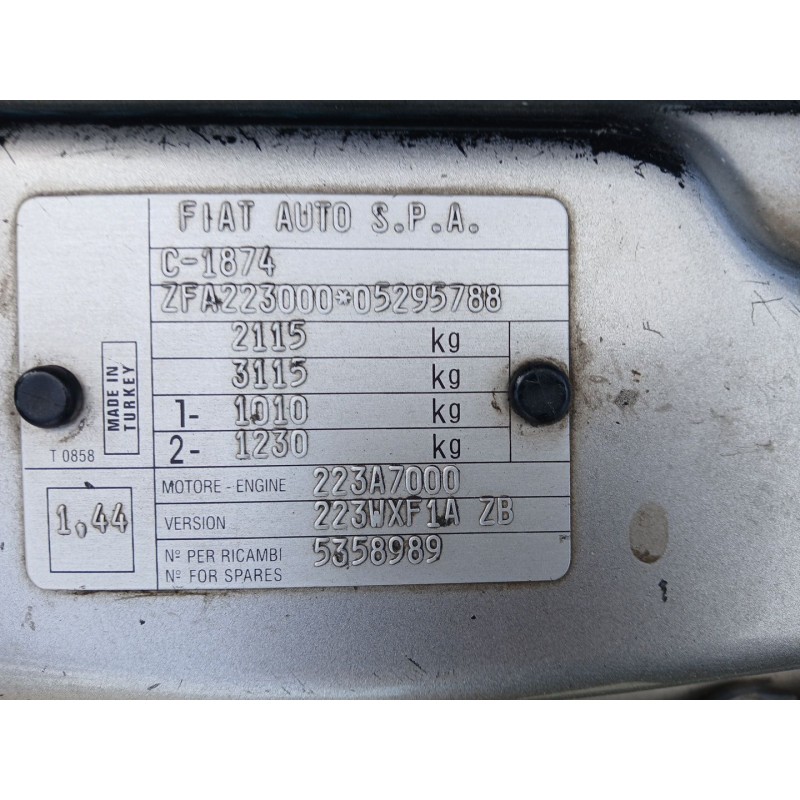 FIAT AUTO S.P.A.
C-1874
ZFA223000*05295788
2115 kg
3115 kg
1- 1010 kg
2- 1230 kg
MADE IN
TURKEY
T 0858
1,44
MOTORE - ENGINE 223A7000
VERSION 223WXF1A ZB
Nº PER RICAMBI 5358989
Nº FOR SPARES